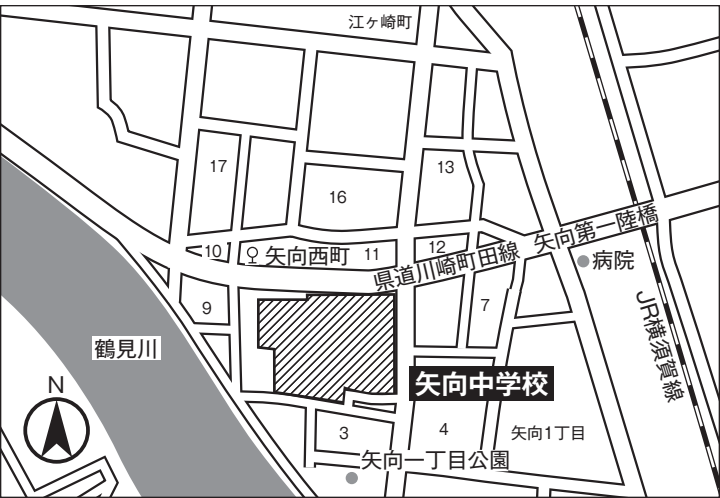 江ヶ崎町
17
13
16
矢向第一陸橋
10
矢向西町
11
12
県道川崎町田線
病院
9
7
JR横須賀線
鶴見川
矢向中学校
N
3
4
矢向1丁目
矢向一丁目公園